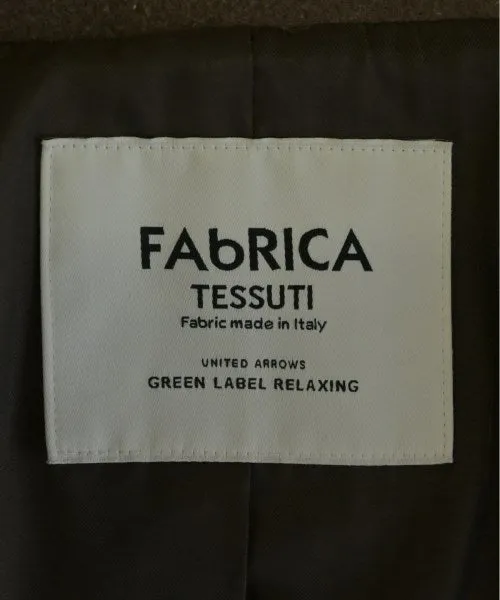 FAbRICA
TESSUTI
Fabric made in Italy
UNITED ARROWS
GREEN LABEL RELAXING